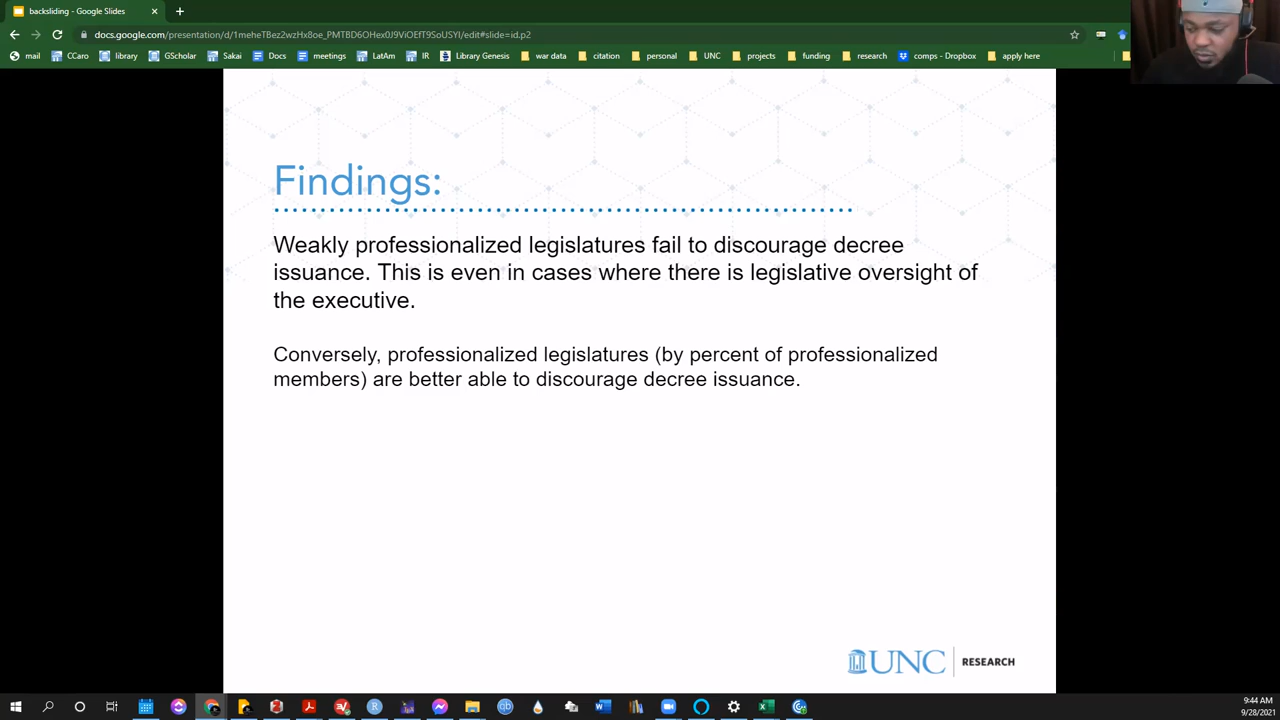 backsliding - Google Slides
docs.google.com/presentation/d/1meheTBez2wzHx8oe_PMTBD6OHex0J9ViOEfT9SoUSYI/edit#slide=id.p2
mail CCaro library GScholar Sakai Docs meetings LatAm IR Library Genesis war data citation personal UNC projects funding research comps - Dropbox apply here
Findings:
Weakly professionalized legislatures fail to discourage decree
issuance. This is even in cases where there is legislative oversight of
the executive.
Conversely, professionalized legislatures (by percent of professionalized
members) are better able to discourage decree issuance.
UNC RESEARCH
9:44 AM
9/28/2021